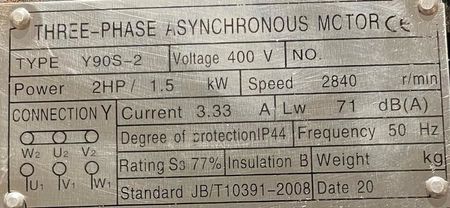 THREE-PHASE ASYNCHRONOUS MOTOR CE
TYPE Y90S-2 Voltage 400 V NO.
Power 2HP/ 1.5 kW Speed 2840 r/min
CONNECTION Y Current 3.33 A Lw 71 dB(A)
W2 U2 V2 Degree of protection IP44 Frequency 50 Hz
U1 V1 W1 Rating S3 77% Insulation B Weight kg
Standard JB/T10391-2008 Date 20